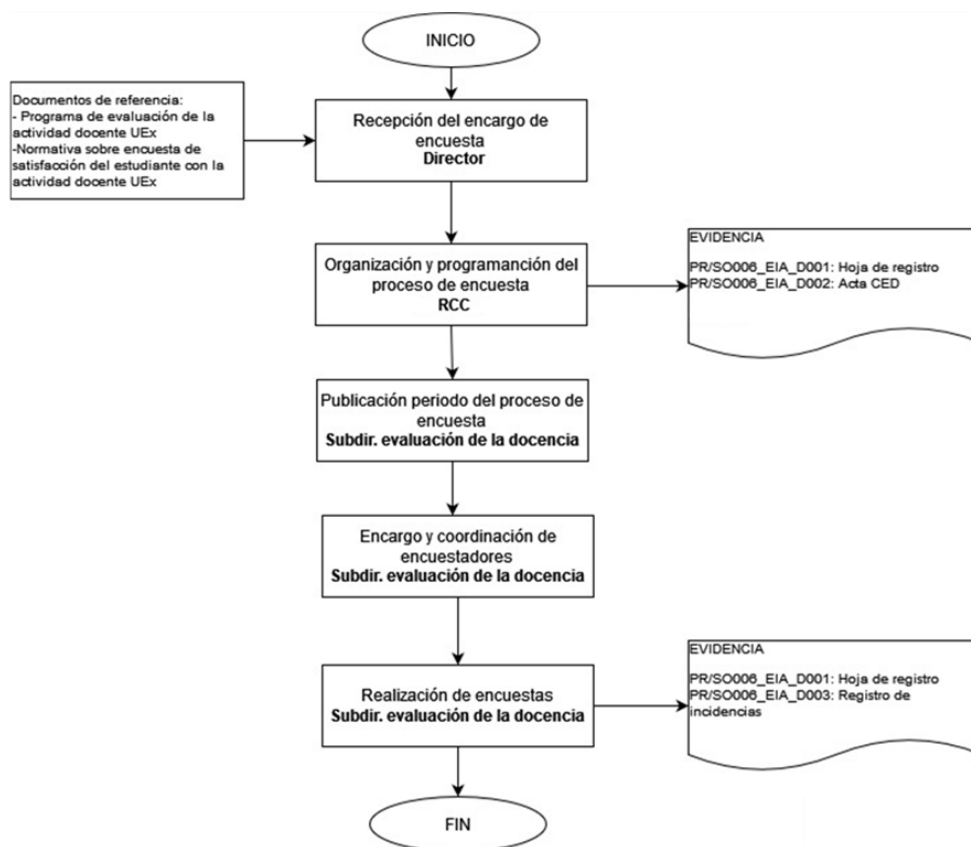 INICIO
Documentos de referencia:
- Programa de evaluación de la
actividad docente UEx
-Normativa sobre encuesta de
satisfacción del estudiante con la
actividad docente UEx
Recepción del encargo de
encuesta
Director
Organización y programanción del
proceso de encuesta
RCC
EVIDENCIA
PR/SO006_EIA_D001: Hoja de registro
PR/SO006_EIA_D002: Acta CED
Publicación periodo del proceso de
encuesta
Subdir. evaluación de la docencia
Encargo y coordinación de
encuestadores
Subdir. evaluación de la docencia
Realización de encuestas
Subdir. evaluación de la docencia
EVIDENCIA
PR/SO006_EIA_D001: Hoja de registro
PR/SO006_EIA_D003: Registro de
incidencias
FIN